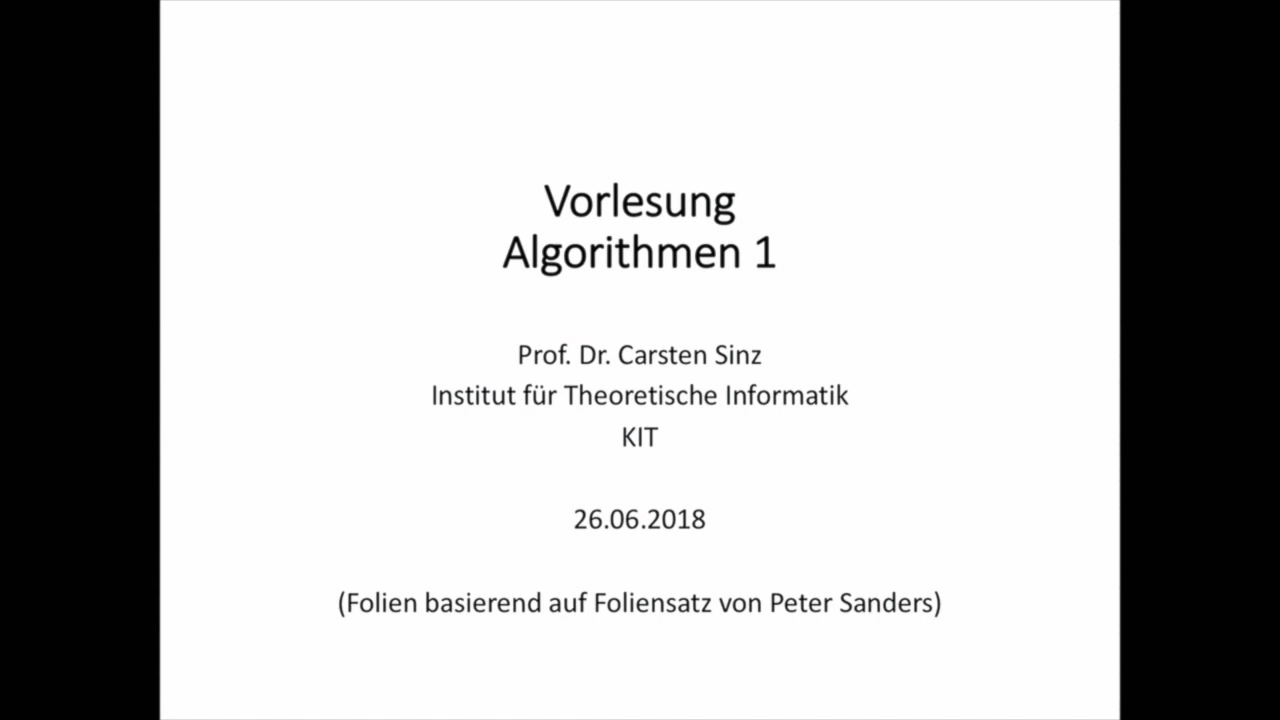 Vorlesung
Algorithmen 1
Prof. Dr. Carsten Sinz
Institut für Theoretische Informatik
KIT
26.06.2018
(Folien basierend auf Foliensatz von Peter Sanders)